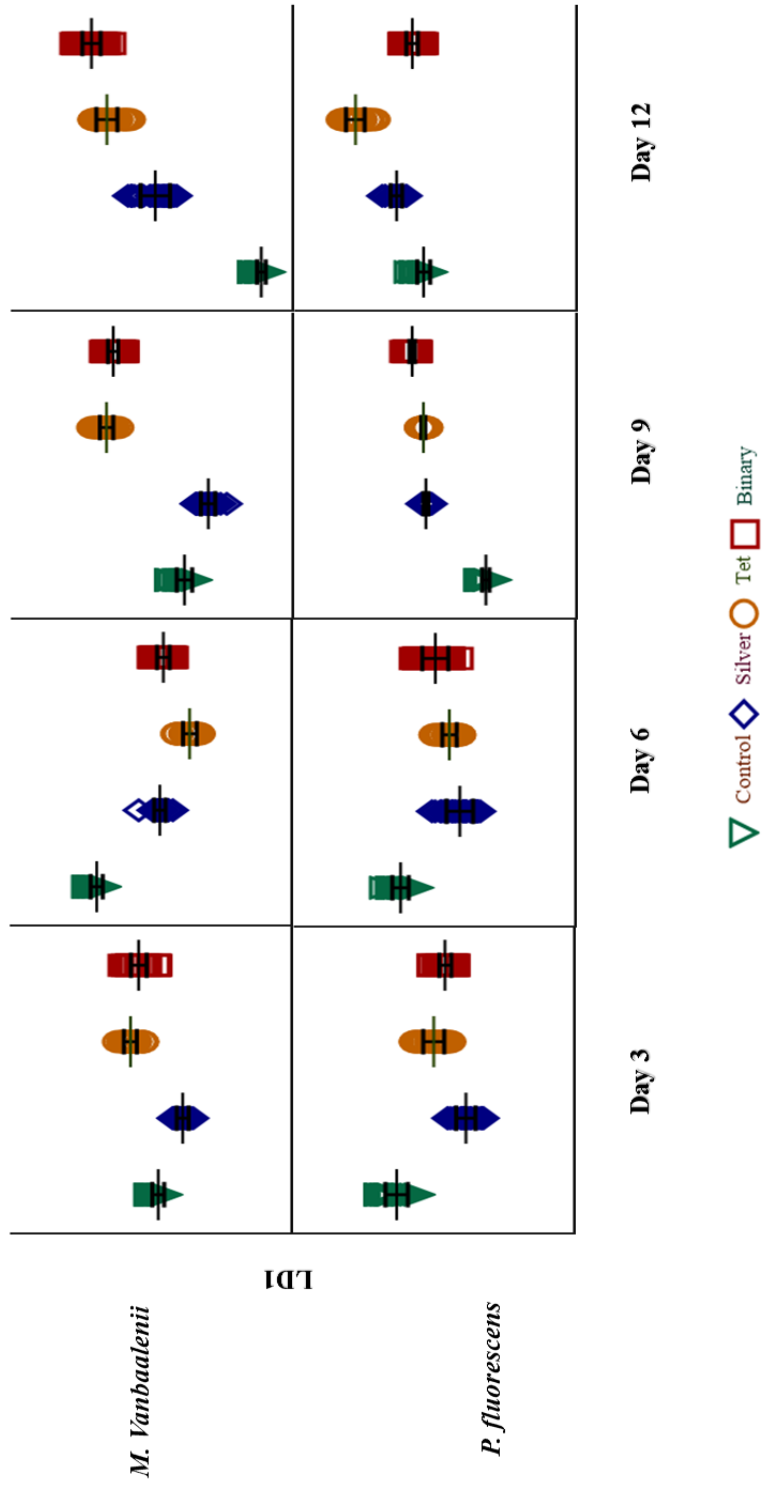 M. Vanbaalenii
P. fluorescens
LD1
Day 3
Day 6
Day 9
Day 12
Control
Silver
Tet
Binary